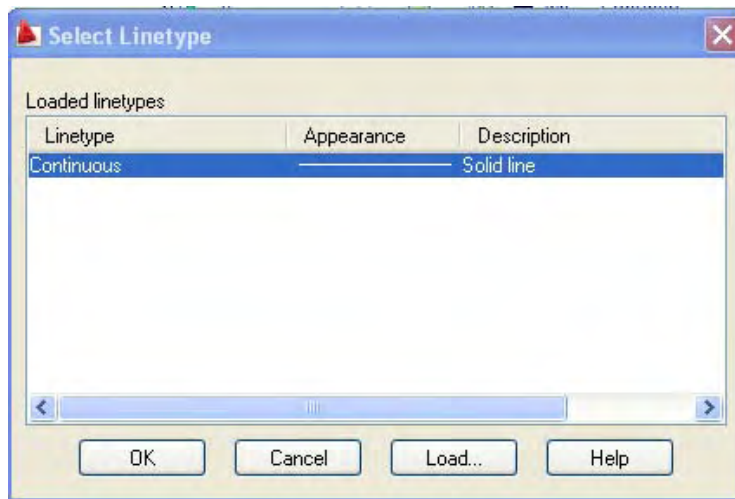 Select Linetype
Loaded linetypes
Linetype Appearance Description
Continuous Solid line
OK Cancel Load... Help